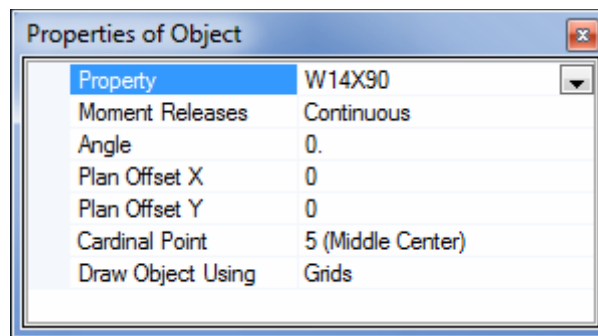 Properties of Object
Property W14X90
Moment Releases Continuous
Angle 0.
Plan Offset X 0
Plan Offset Y 0
Cardinal Point 5 (Middle Center)
Draw Object Using Grids